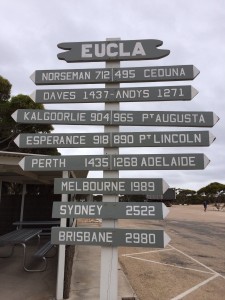 EUCLA
NORSEMAN 712 495 CEDUNA
DAVES 1437-ANDYS 1271
KALGOORLIE 904 965 PT AUGUSTA
ESPERANCE 918 890 PT LINCOLN
PERTH 1435 1268 ADELAIDE
MELBOURNE 1989
SYDNEY 2522
BRISBANE 2980